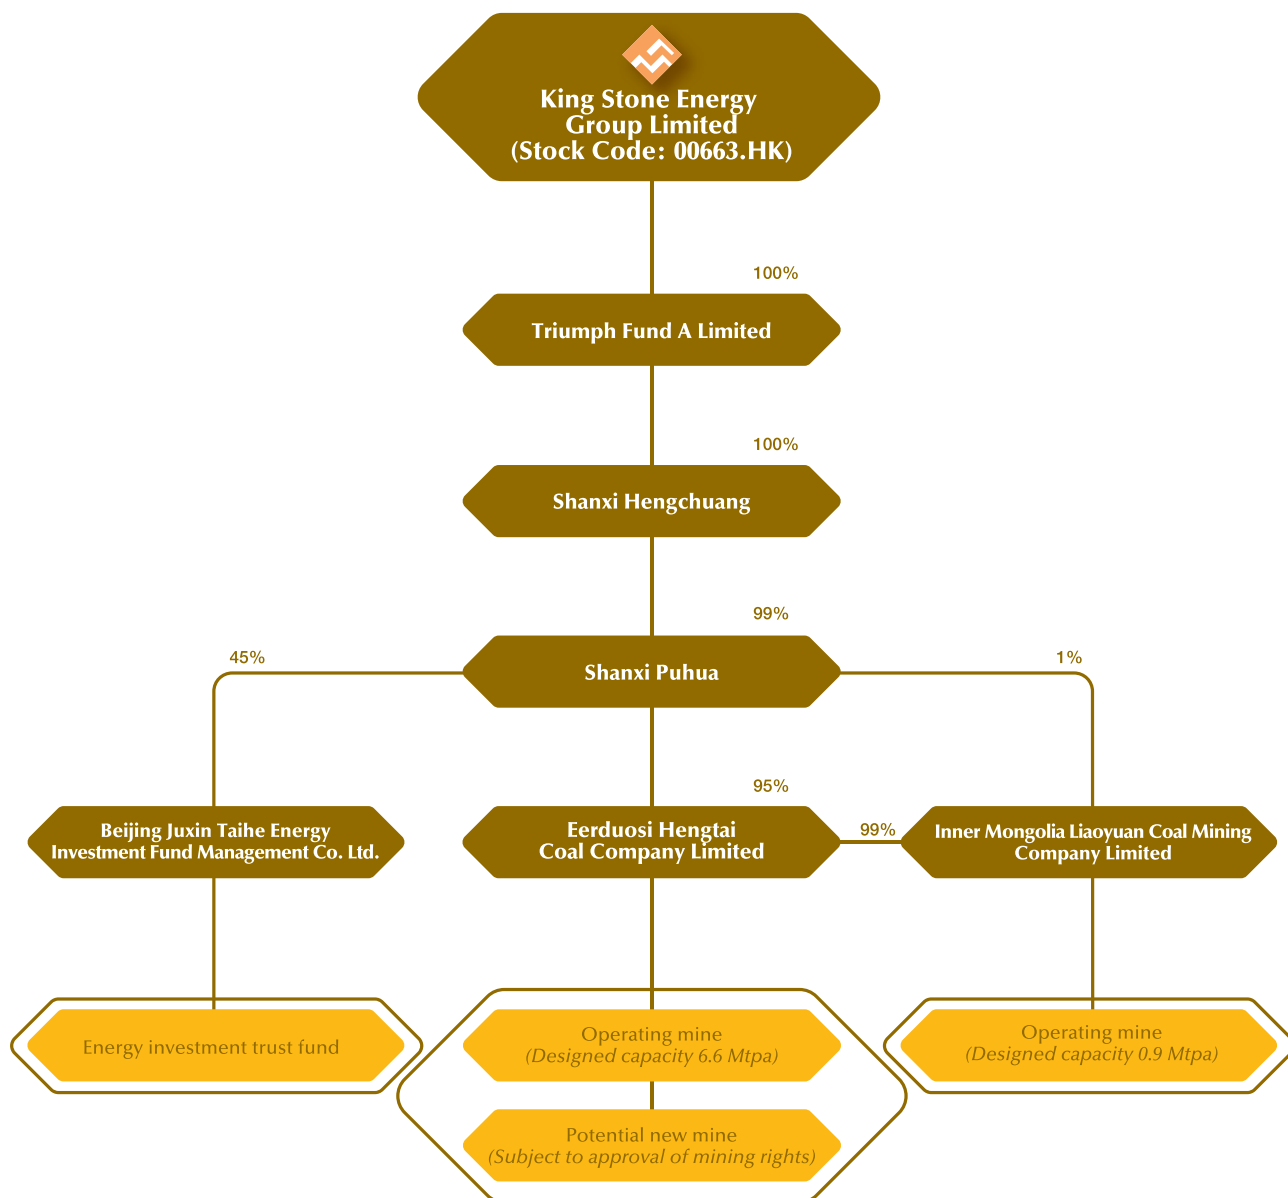 King Stone Energy
Group Limited
(Stock Code: 00663.HK)
100%
Triumph Fund A Limited
100%
Shanxi Hengchuang
99%
45%
Shanxi Puhua
1%
95%
Beijing Juxin Taihe Energy
Investment Fund Management Co. Ltd.
Eerduosi Hengtai
Coal Company Limited
99%
Inner Mongolia Liaoyuan Coal Mining
Company Limited
Energy investment trust fund
Operating mine
(Designed capacity 6.6 Mtpa)
Operating mine
(Designed capacity 0.9 Mtpa)
Potential new mine
(Subject to approval of mining rights)